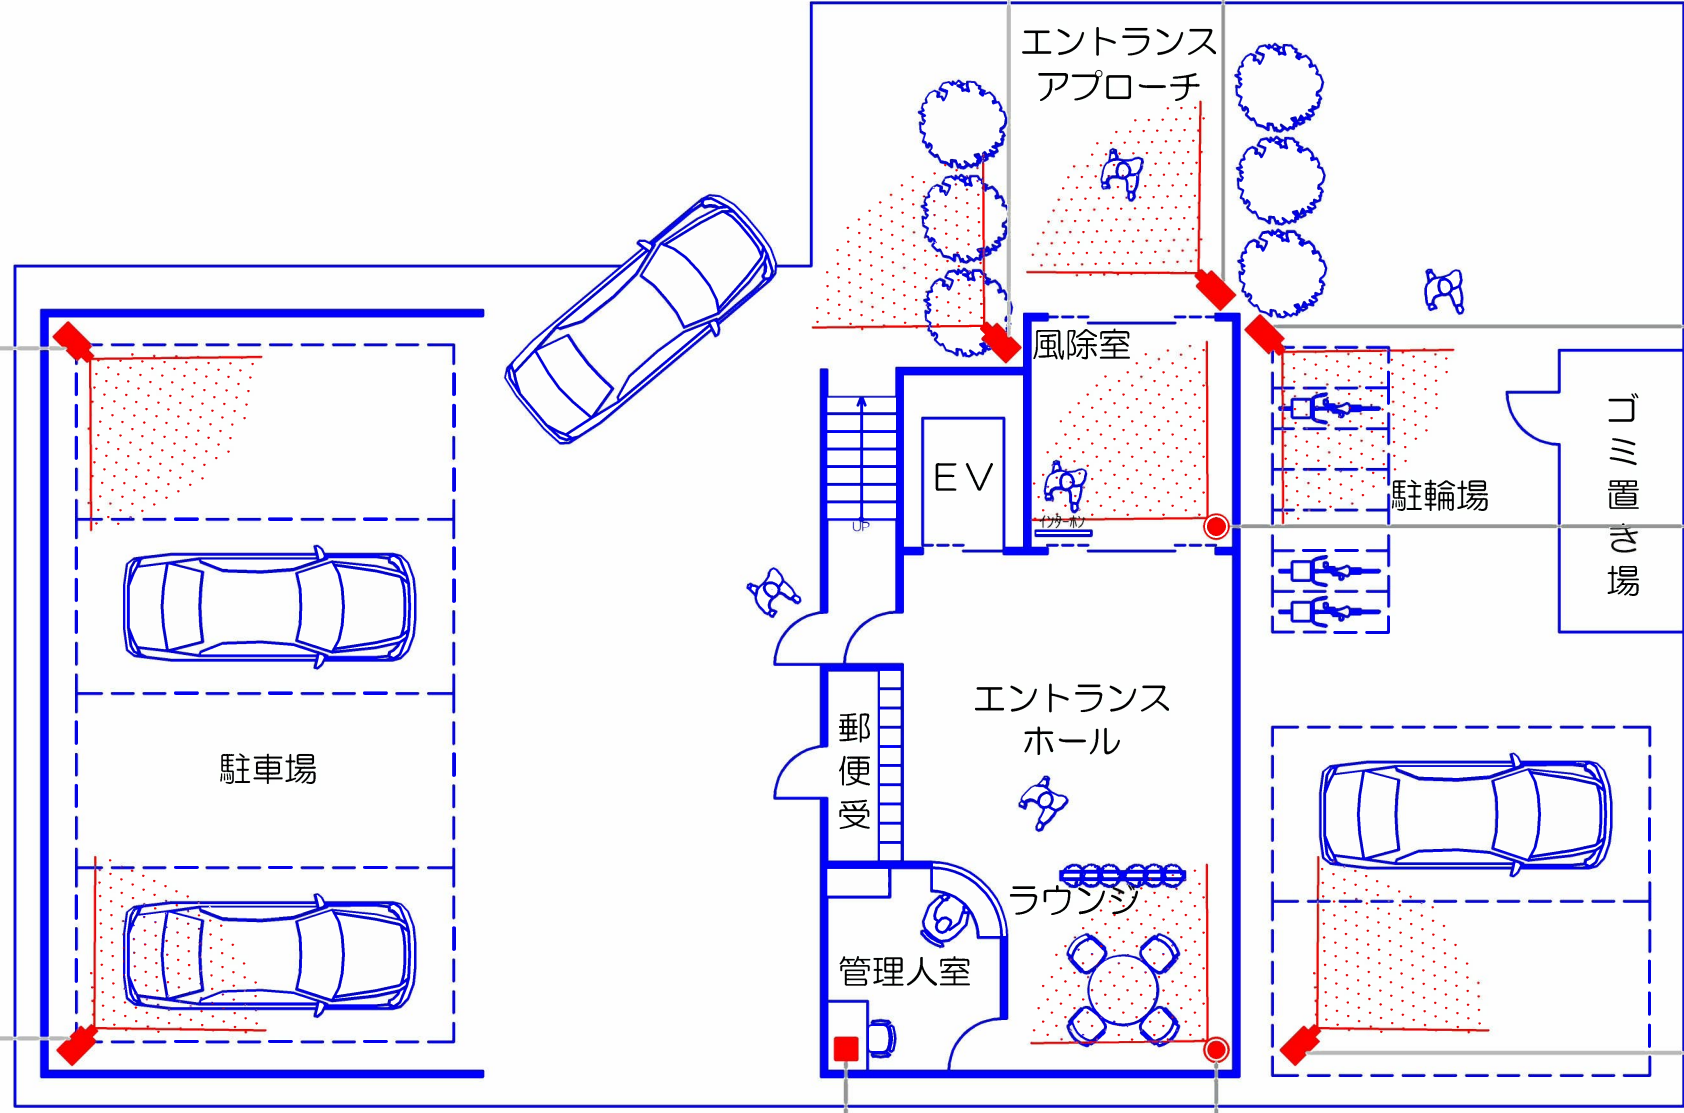 エントランス
アプローチ
風除室
EV
インターホン
UP
駐輪場
ゴミ置き場
エントランス
ホール
郵便受
駐車場
ラウンジ
管理人室